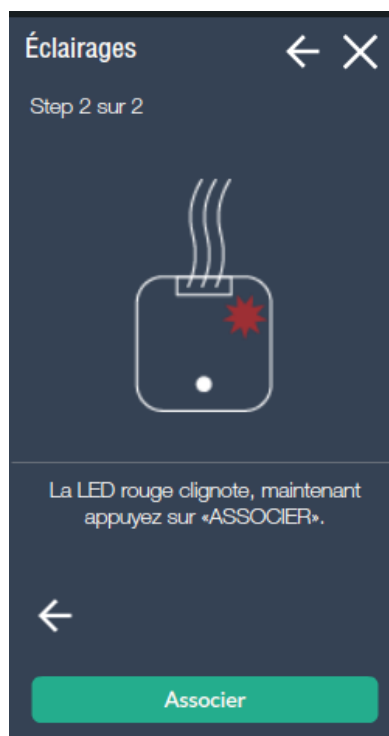 Éclairages
Step 2 sur 2
La LED rouge clignote, maintenant
appuyez sur «ASSOCIER».
Associer